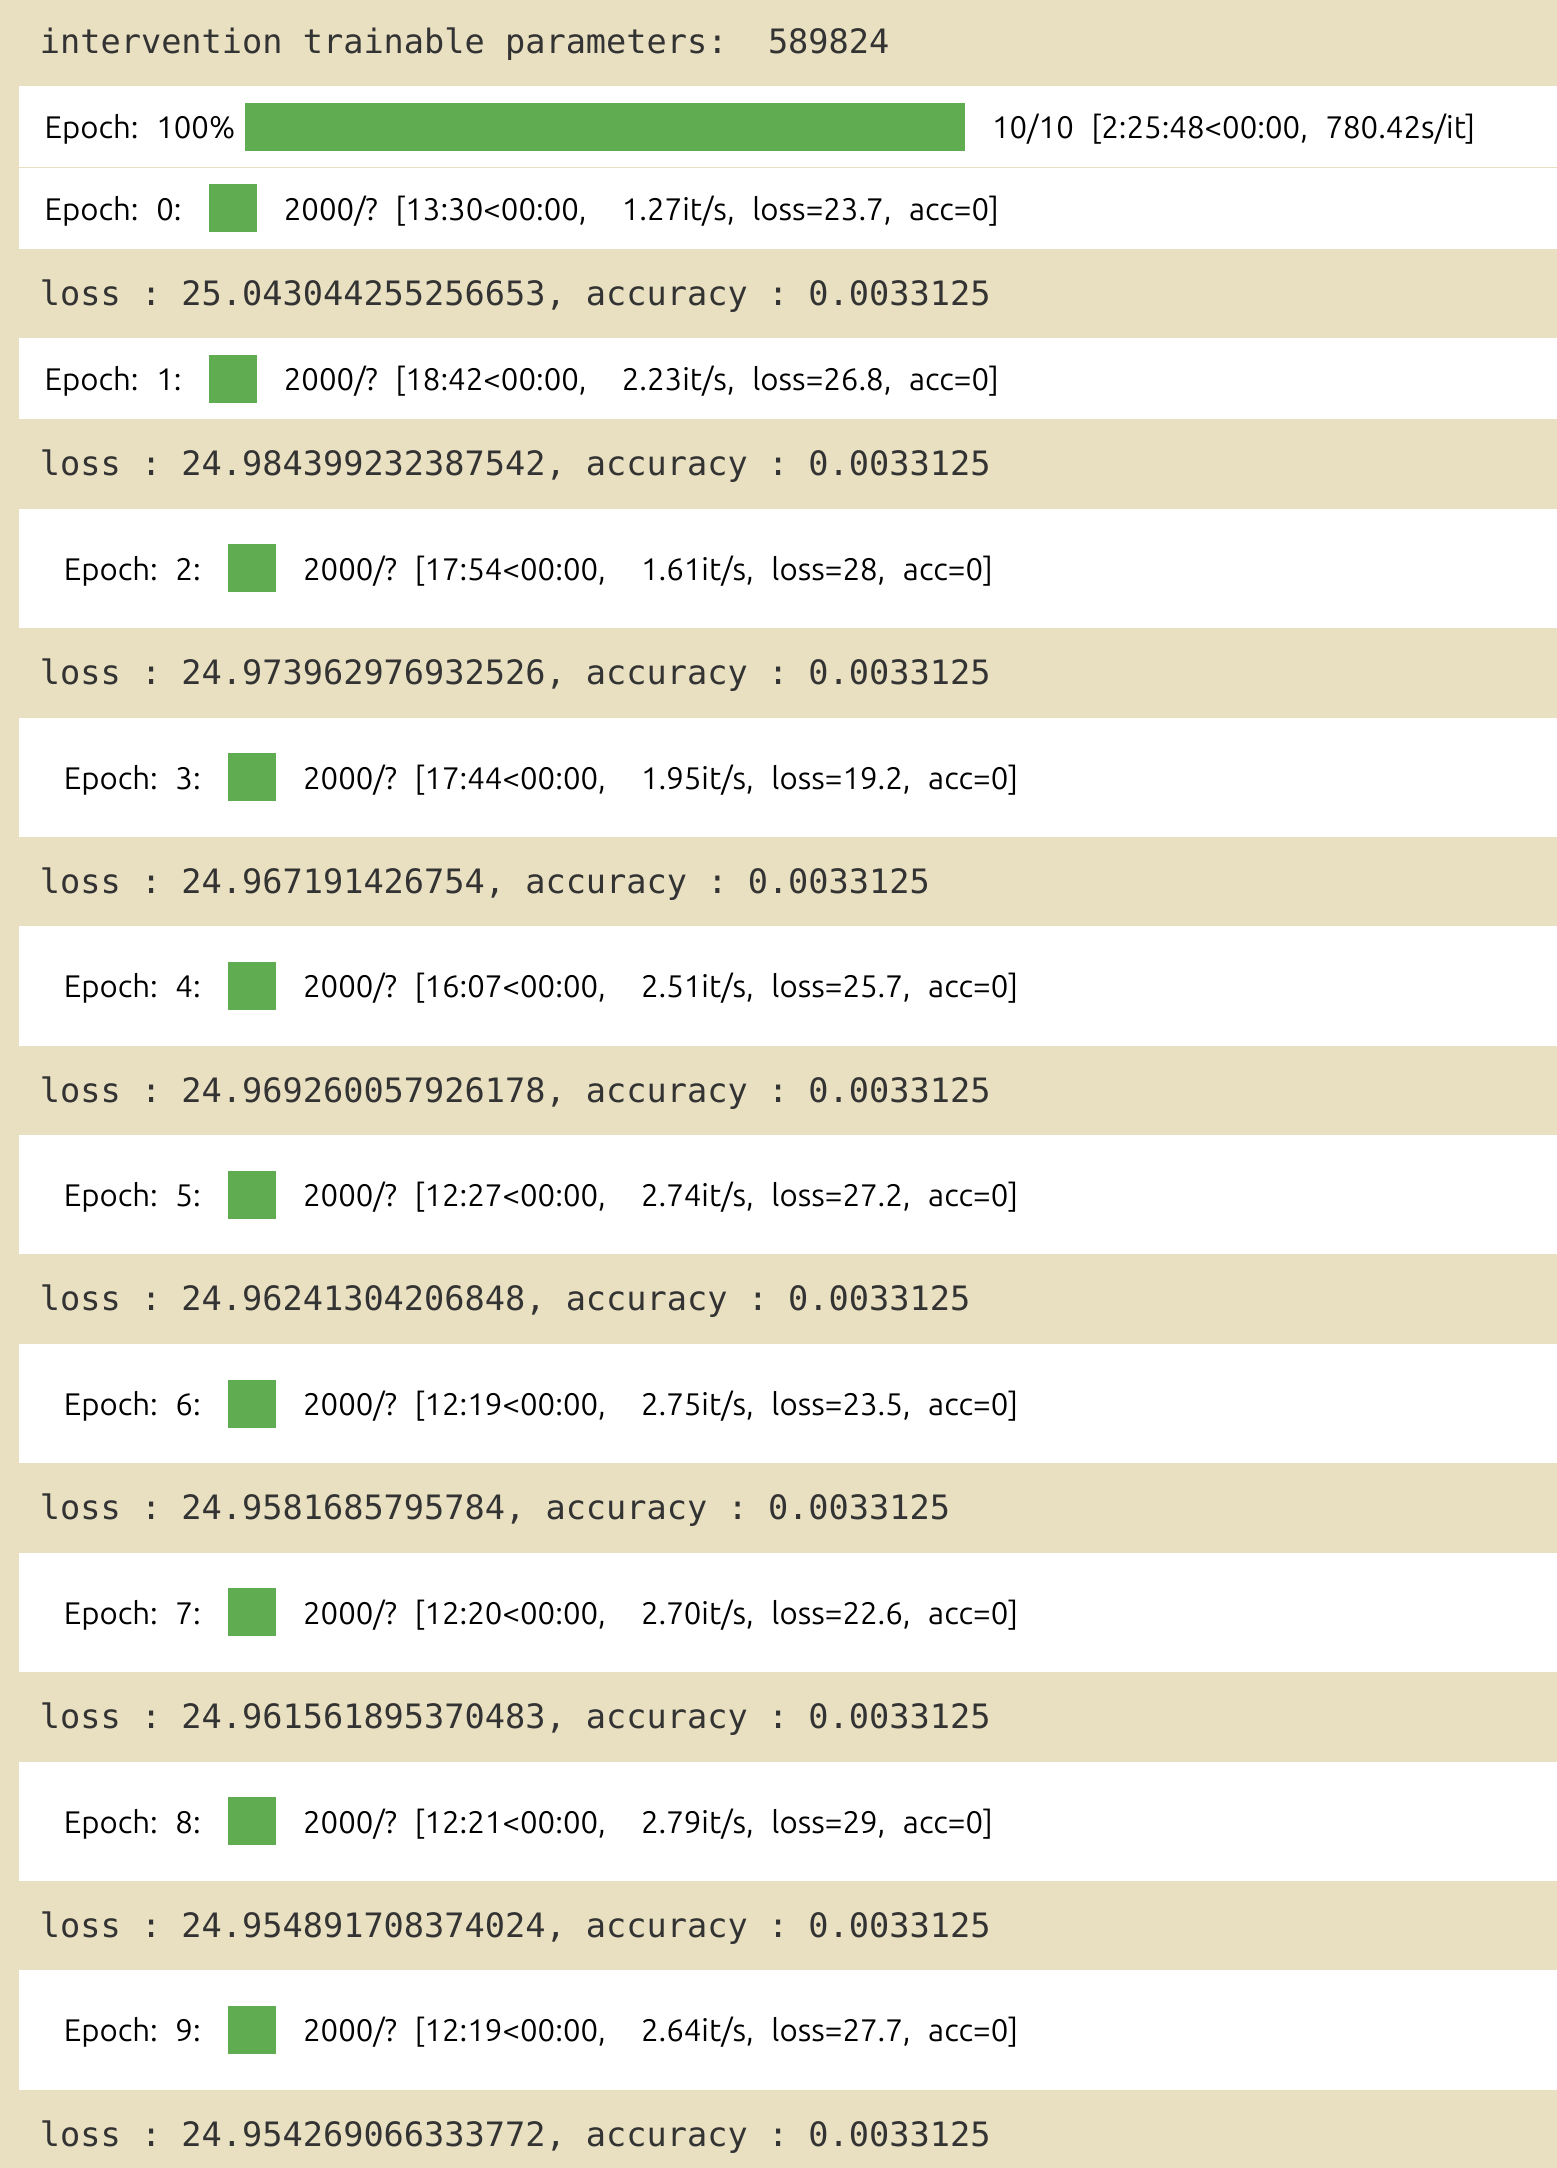 intervention trainable parameters:  589824
Epoch: 100% 10/10 [2:25:48<00:00, 780.42s/it]
Epoch: 0: 2000/? [13:30<00:00, 1.27it/s, loss=23.7, acc=0]
loss : 25.043044255256653, accuracy : 0.0033125
Epoch: 1: 2000/? [18:42<00:00, 2.23it/s, loss=26.8, acc=0]
loss : 24.984399232387542, accuracy : 0.0033125
Epoch: 2: 2000/? [17:54<00:00, 1.61it/s, loss=28, acc=0]
loss : 24.973962976932526, accuracy : 0.0033125
Epoch: 3: 2000/? [17:44<00:00, 1.95it/s, loss=19.2, acc=0]
loss : 24.967191426754, accuracy : 0.0033125
Epoch: 4: 2000/? [16:07<00:00, 2.51it/s, loss=25.7, acc=0]
loss : 24.969260057926178, accuracy : 0.0033125
Epoch: 5: 2000/? [12:27<00:00, 2.74it/s, loss=27.2, acc=0]
loss : 24.96241304206848, accuracy : 0.0033125
Epoch: 6: 2000/? [12:19<00:00, 2.75it/s, loss=23.5, acc=0]
loss : 24.9581685795784, accuracy : 0.0033125
Epoch: 7: 2000/? [12:20<00:00, 2.70it/s, loss=22.6, acc=0]
loss : 24.961561895370483, accuracy : 0.0033125
Epoch: 8: 2000/? [12:21<00:00, 2.79it/s, loss=29, acc=0]
loss : 24.954891708374024, accuracy : 0.0033125
Epoch: 9: 2000/? [12:19<00:00, 2.64it/s, loss=27.7, acc=0]
loss : 24.954269066333772, accuracy : 0.0033125